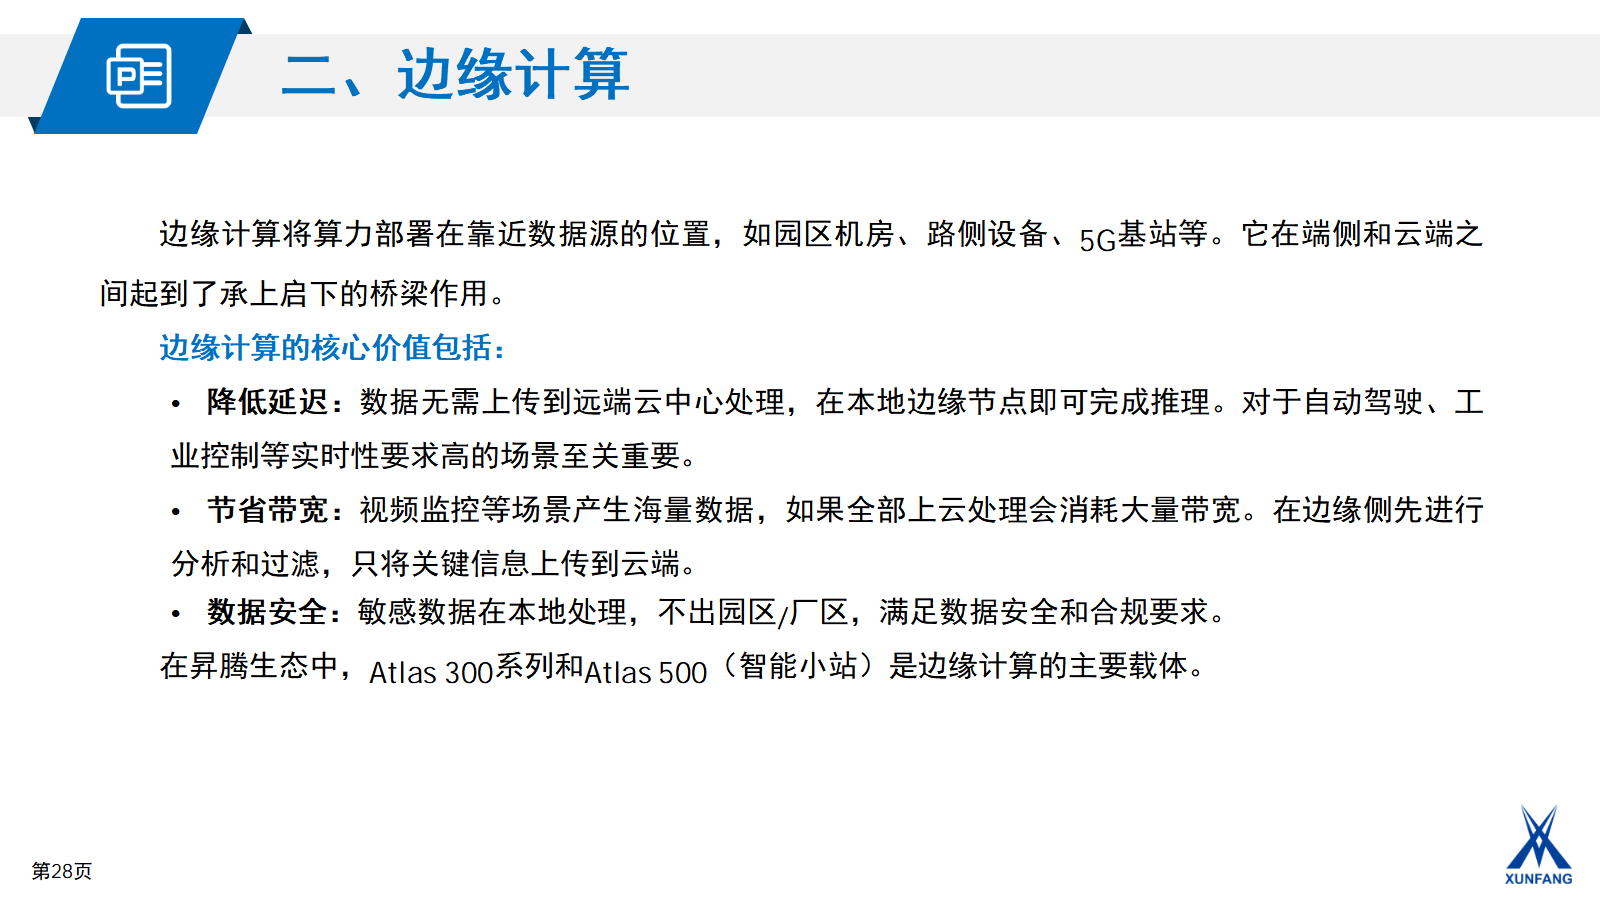 二、边缘计算
边缘计算将算力部署在靠近数据源的位置，如园区机房、路侧设备、5G基站等。它在端侧和云端之
间起到了承上启下的桥梁作用。
边缘计算的核心价值包括：
• 降低延迟：数据无需上传到远端云中心处理，在本地边缘节点即可完成推理。对于自动驾驶、工
业控制等实时性要求高的场景至关重要。
• 节省带宽：视频监控等场景产生海量数据，如果全部上云处理会消耗大量带宽。在边缘侧先进行
分析和过滤，只将关键信息上传到云端。
• 数据安全：敏感数据在本地处理，不出园区/厂区，满足数据安全和合规要求。
在昇腾生态中，Atlas 300系列和Atlas 500（智能小站）是边缘计算的主要载体。
第28页
XUNFANG